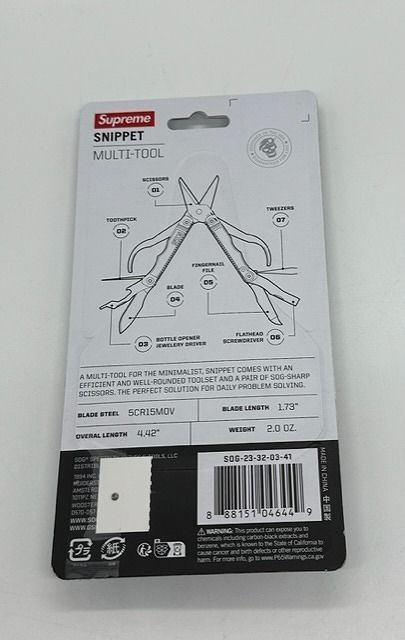 Supreme
SNIPPET
MULTI-TOOL
SCISSORS
01
TOOTHPICK
02
TWEEZERS
07
FINGERNAIL
FILE
05
BLADE
04
03
BOTTLE OPENER
JEWELERY DRIVER
FLATHEAD
SCREWDRIVER
06
A MULTI-TOOL FOR THE MINIMALIST, SNIPPET COMES WITH AN
EFFICIENT AND WELL-ROUNDED TOOLSET AND A PAIR OF SOG-SHARP
SCISSORS. THE PERFECT SOLUTION FOR DAILY PROBLEM SOLVING.
BLADE STEEL 5CR15MOV
BLADE LENGTH 1.73"
OVERAL LENGTH 4.42"
WEIGHT 2.0 OZ.
SOG-23-32-03-41
MADE IN CHINA 中国製
8 88151 04644 9
LLC
紙
WARNING: This product can expose you to
chemicals including carbon-black extracts and
benzene, which is known to the State of California to
cause cancer and birth defects or other reproductive
harm. For more info, go to www.P65Warnings.ca.gov